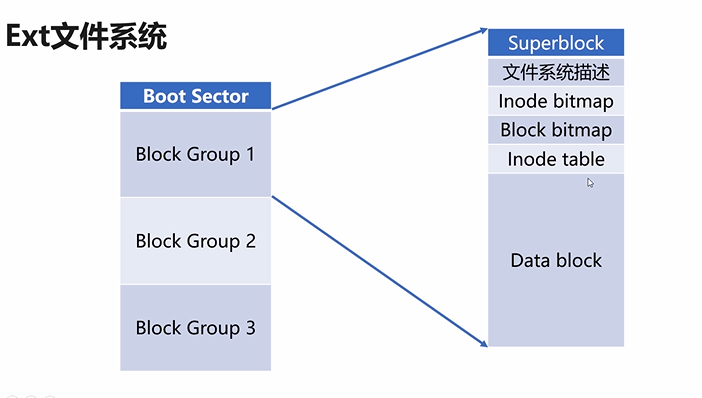 Ext文件系统
Boot Sector
Block Group 1
Block Group 2
Block Group 3
Superblock
文件系统描述
Inode bitmap
Block bitmap
Inode table
Data block